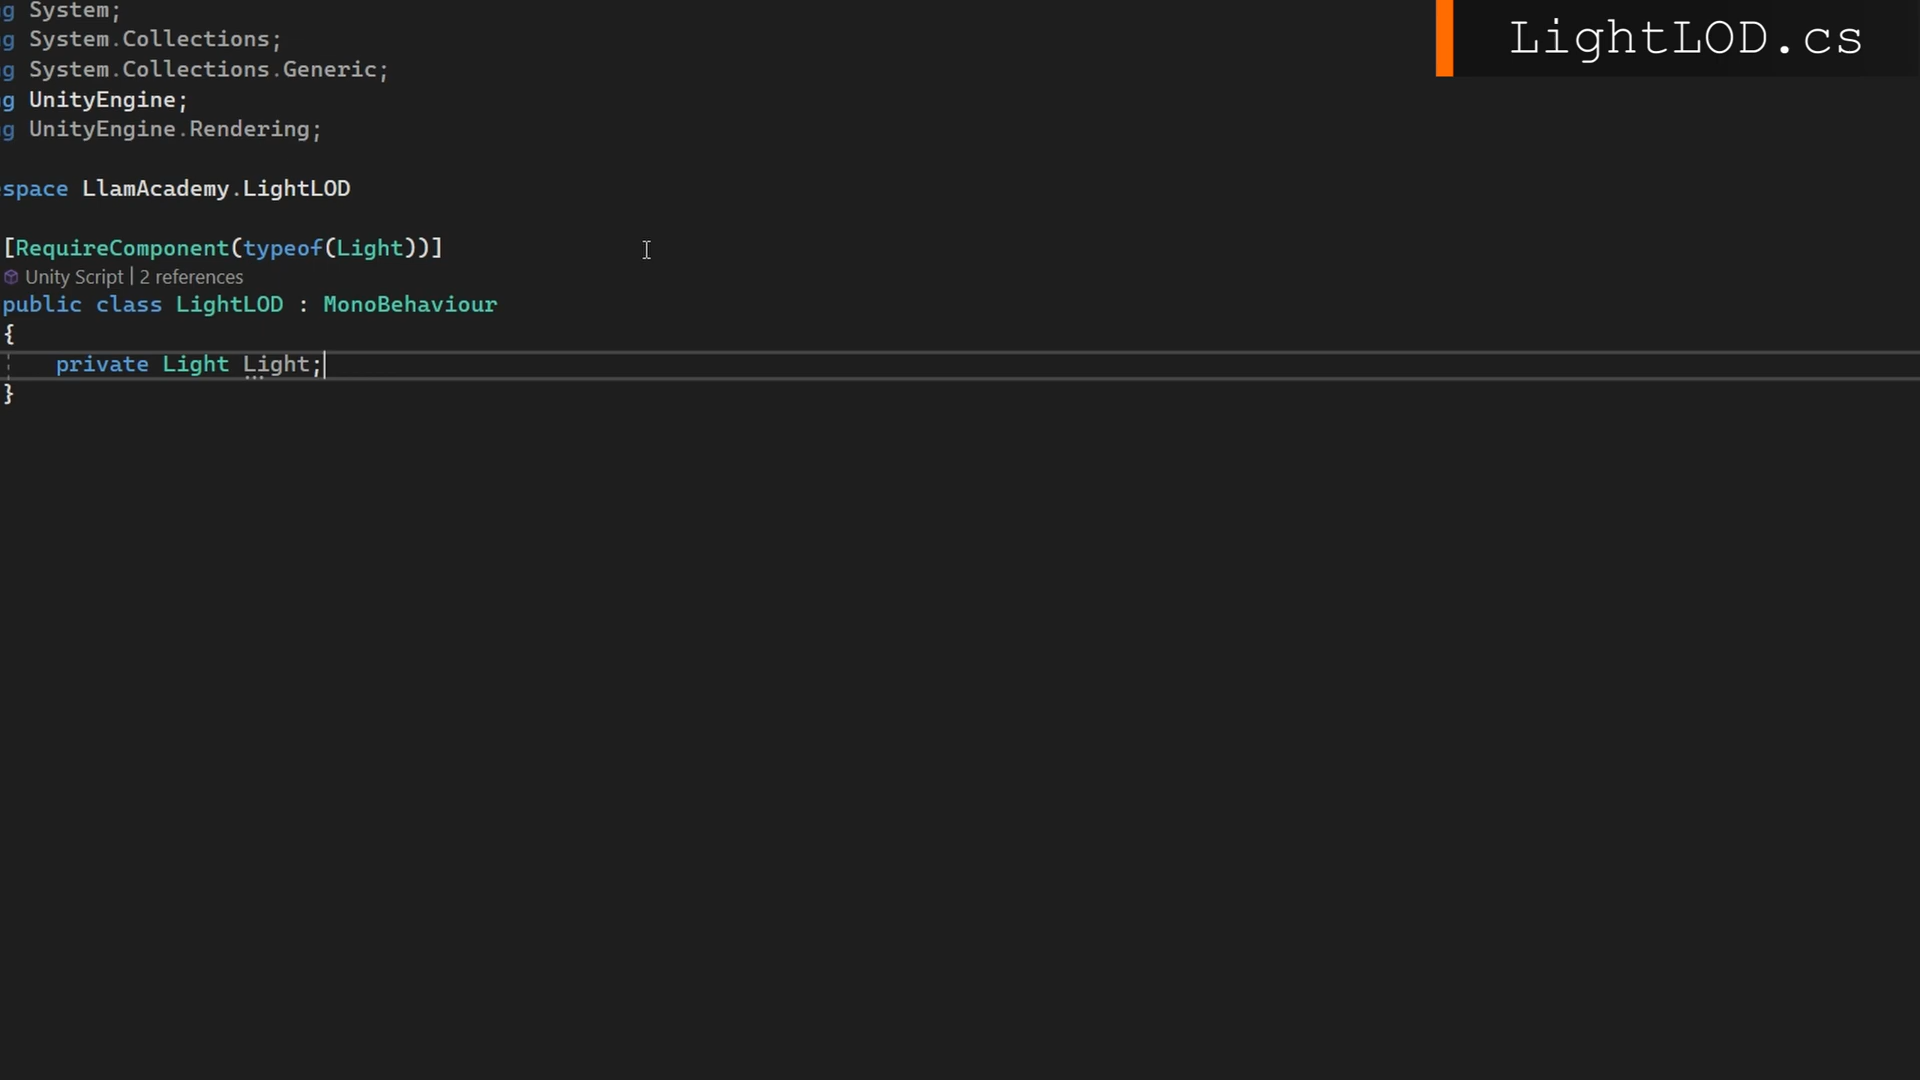 g System;
g System.Collections;
g System.Collections.Generic;
g UnityEngine;
g UnityEngine.Rendering;
space LlamAcademy.LightLOD
[RequireComponent(typeof(Light))]
Unity Script | 2 references
public class LightLOD : MonoBehaviour
{
private Light Light;
}
LightLOD.cs